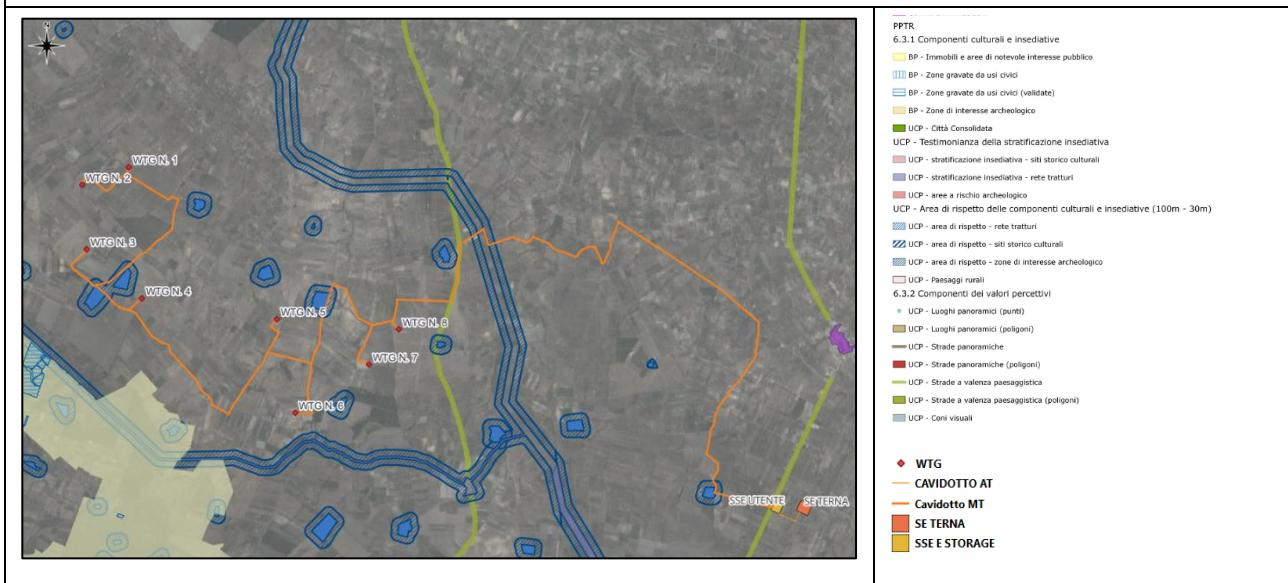 N
WTG N. 1
WTG N. 2
WTG N. 3
WTG N. 4
WTG N. 5
WTG N. 8
WTG N. 7
WTG N. 6
SSE UTENTE
SE TERNA
PPTR
6.3.1 Componenti culturali e insediative
BP - Immobili e aree di notevole interesse pubblico
BP - Zone gravate da usi civici
BP - Zone gravate da usi civici (validate)
BP - Zone di interesse archeologico
UCP - Città Consolidata
UCP - Testimonianza della stratificazione insediativa
UCP - stratificazione insediativa - siti storico culturali
UCP - stratificazione insediativa - rete tratturi
UCP - aree a rischio archeologico
UCP - Area di rispetto delle componenti culturali e insediative (100m - 30m)
UCP - area di rispetto - rete tratturi
UCP - area di rispetto - siti storico culturali
UCP - area di rispetto - zone di interesse archeologico
UCP - Paesaggi rurali
6.3.2 Componenti dei valori percettivi
UCP - Luoghi panoramici (punti)
UCP - Luoghi panoramici (poligoni)
UCP - Strade panoramiche
UCP - Strade panoramiche (poligoni)
UCP - Strade a valenza paesaggistica
UCP - Strade a valenza paesaggistica (poligoni)
UCP - Coni visuali
WTG
CAVIDOTTO AT
Cavidotto MT
SE TERNA
SSE E STORAGE